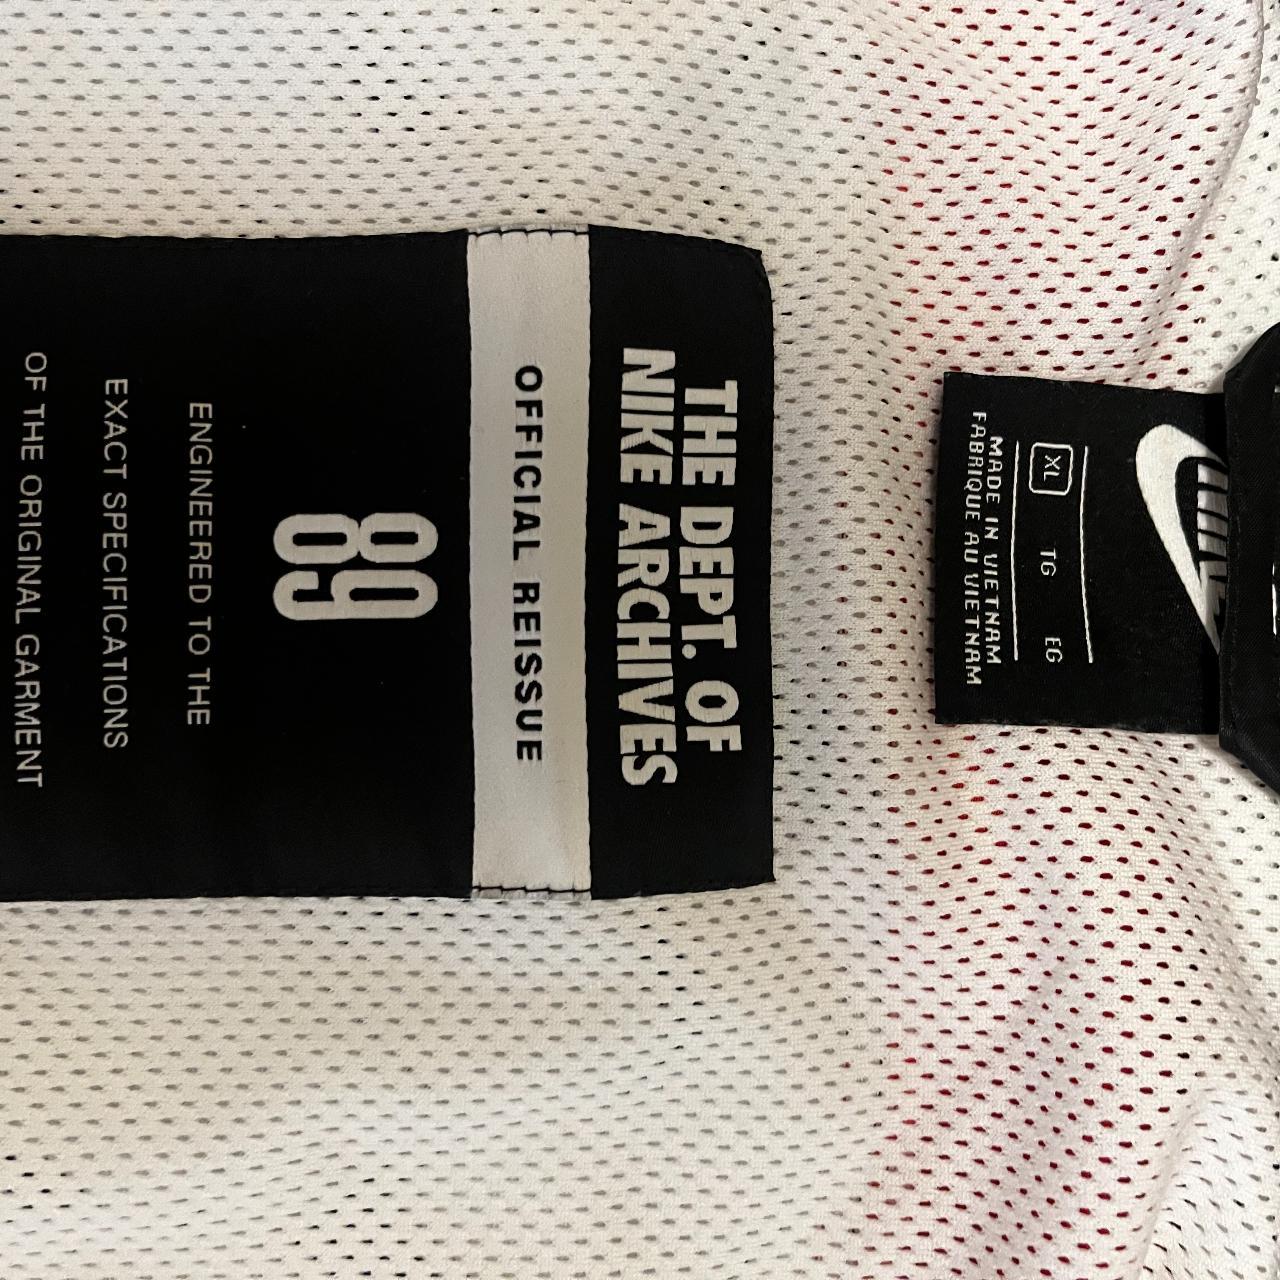 THE DEPT. OF
NIKE ARCHIVES
OFFICIAL REISSUE
89
ENGINEERED TO THE
EXACT SPECIFICATIONS
OF THE ORIGINAL GARMENT
XL TG EG
MADE IN VIETNAM
FABRIQUE AU VIETNAM